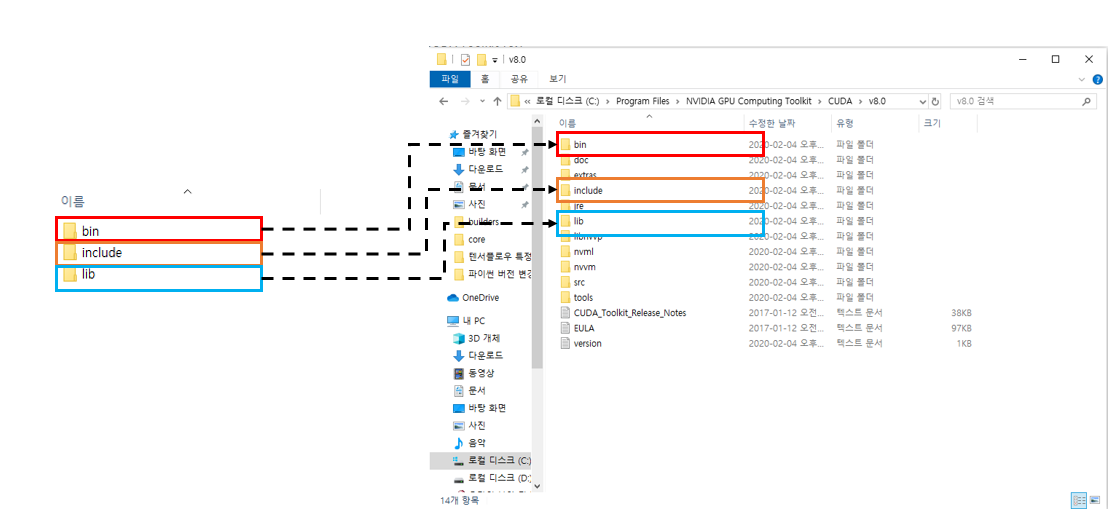 v8.0
파일 홈 공유 보기
로컬 디스크 (C:) Program Files NVIDIA GPU Computing Toolkit CUDA v8.0
v8.0 검색
이름
bin
include
lib
즐겨찾기
바탕 화면
다운로드
문서
사진
builders
core
텐서플로우 특정
파이썬 버전 변경
OneDrive
내 PC
3D 개체
다운로드
동영상
문서
바탕 화면
사진
음악
로컬 디스크 (C:)
로컬 디스크 (D:)
이름 수정한 날짜 유형 크기
bin 2020-02-04 오후... 파일 폴더
doc 2020-02-04 오후... 파일 폴더
extras 2020-02-04 오후... 파일 폴더
include 2020-02-04 오후... 파일 폴더
jre 2020-02-04 오후... 파일 폴더
lib 2020-02-04 오후... 파일 폴더
libnvvp 2020-02-04 오후... 파일 폴더
nvml 2020-02-04 오후... 파일 폴더
nvvm 2020-02-04 오후... 파일 폴더
src 2020-02-04 오후... 파일 폴더
tools 2020-02-04 오후... 파일 폴더
CUDA_Toolkit_Release_Notes 2017-01-12 오전... 텍스트 문서 38KB
EULA 2017-01-12 오전... 텍스트 문서 97KB
version 2020-02-04 오후... 텍스트 문서 1KB
14개 항목